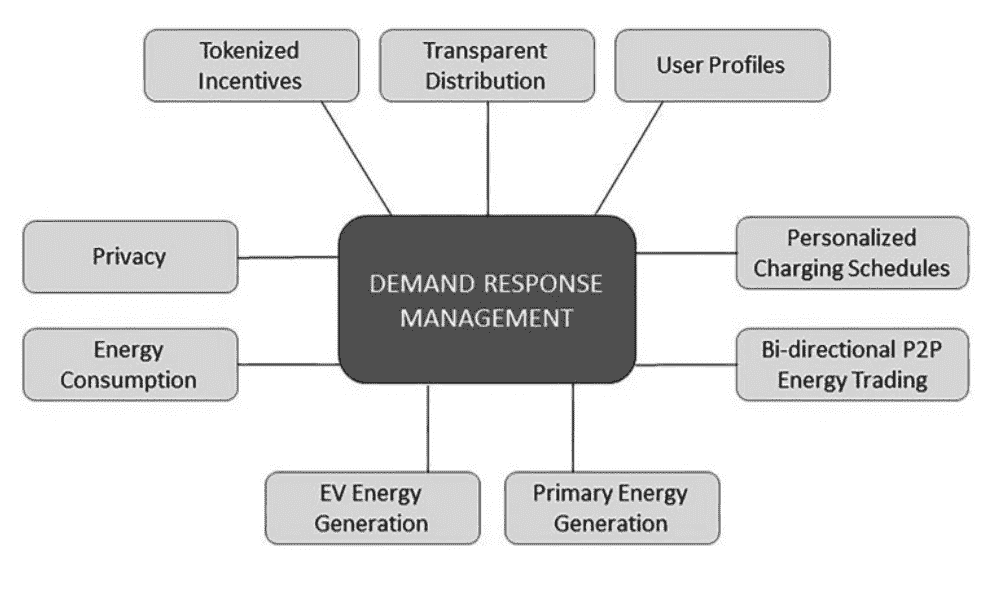 Tokenized
Incentives
Transparent
Distribution
User Profiles
Privacy
DEMAND RESPONSE
MANAGEMENT
Personalized
Charging Schedules
Energy
Consumption
Bi-directional P2P
Energy Trading
EV Energy
Generation
Primary Energy
Generation